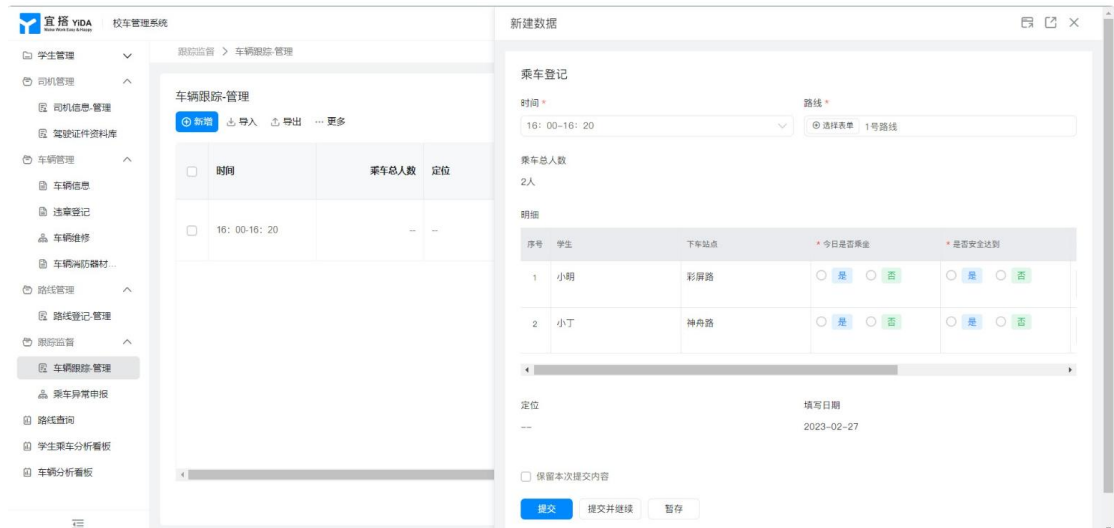 宜搭 YiDA
Make Work Easy & Happy
校车管理系统
学生管理
司机管理
司机信息-管理
驾驶证件资料库
车辆管理
车辆信息
违章登记
车辆维修
车辆消防器材...
路线管理
路线登记-管理
跟踪监督
车辆跟踪-管理
乘车异常申报
路线查询
学生乘车分析看板
车辆分析看板
跟踪监督 > 车辆跟踪-管理
车辆跟踪-管理
新增 导入 导出 ··· 更多
时间 乘车总人数 定位
16：00-16：20 -- --
新建数据
乘车登记
时间 * 路线 *
16：00-16：20 选择表单 1号路线
乘车总人数
2人
明细
序号 学生 下车站点 * 今日是否乘坐 * 是否安全达到
1 小明 彩屏路 是 否 是 否
2 小丁 神舟路 是 否 是 否
定位 填写日期
-- 2023-02-27
保留本次提交内容
提交 提交并继续 暂存